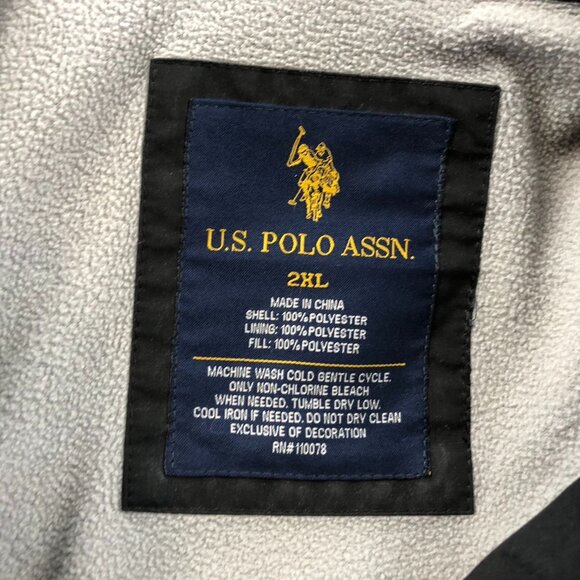 U.S. POLO ASSN.
2XL
MADE IN CHINA
SHELL: 100% POLYESTER
LINING: 100% POLYESTER
FILL: 100% POLYESTER
MACHINE WASH COLD GENTLE CYCLE.
ONLY NON-CHLORINE BLEACH
WHEN NEEDED. TUMBLE DRY LOW.
COOL IRON IF NEEDED. DO NOT DRY CLEAN
EXCLUSIVE OF DECORATION
RN# 110078